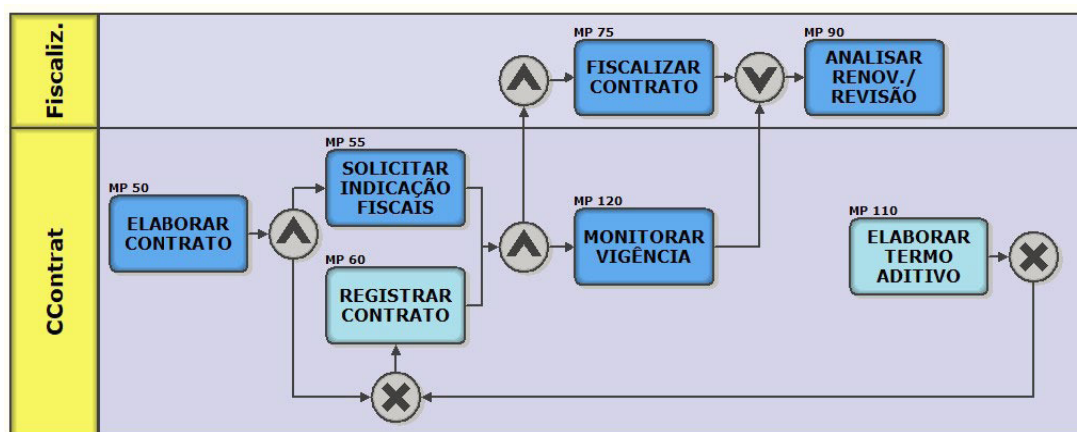 Fiscaliz.
MP 75
FISCALIZAR
CONTRATO
MP 90
ANALISAR
RENOV./
REVISÃO
CContrat
MP 50
ELABORAR
CONTRATO
MP 55
SOLICITAR
INDICAÇÃO
FISCAIS
MP 60
REGISTRAR
CONTRATO
MP 120
MONITORAR
VIGÊNCIA
MP 110
ELABORAR
TERMO
ADITIVO